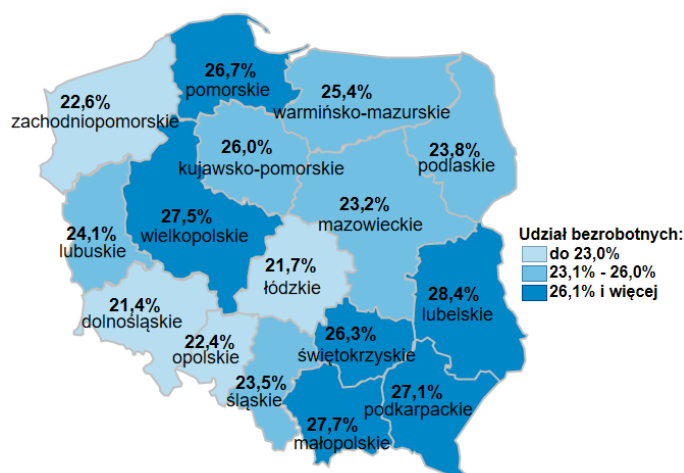 26,7%
pomorskie
25,4%
warmińsko-mazurskie
22,6%
zachodniopomorskie
26,0%
kujawsko-pomorskie
23,8%
podlaskie
23,2%
mazowieckie
27,5%
wielkopolskie
24,1%
lubuskie
21,7%
łódzkie
Udział bezrobotnych:
do 23,0%
23,1% - 26,0%
26,1% i więcej
28,4%
lubelskie
21,4%
dolnośląskie
22,4%
opolskie
26,3%
świętokrzyskie
23,5%
śląskie
27,1%
podkarpackie
27,7%
małopolskie